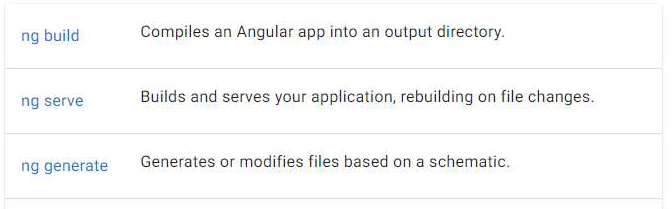 ng build Compiles an Angular app into an output directory.
ng serve Builds and serves your application, rebuilding on file changes.
ng generate Generates or modifies files based on a schematic.